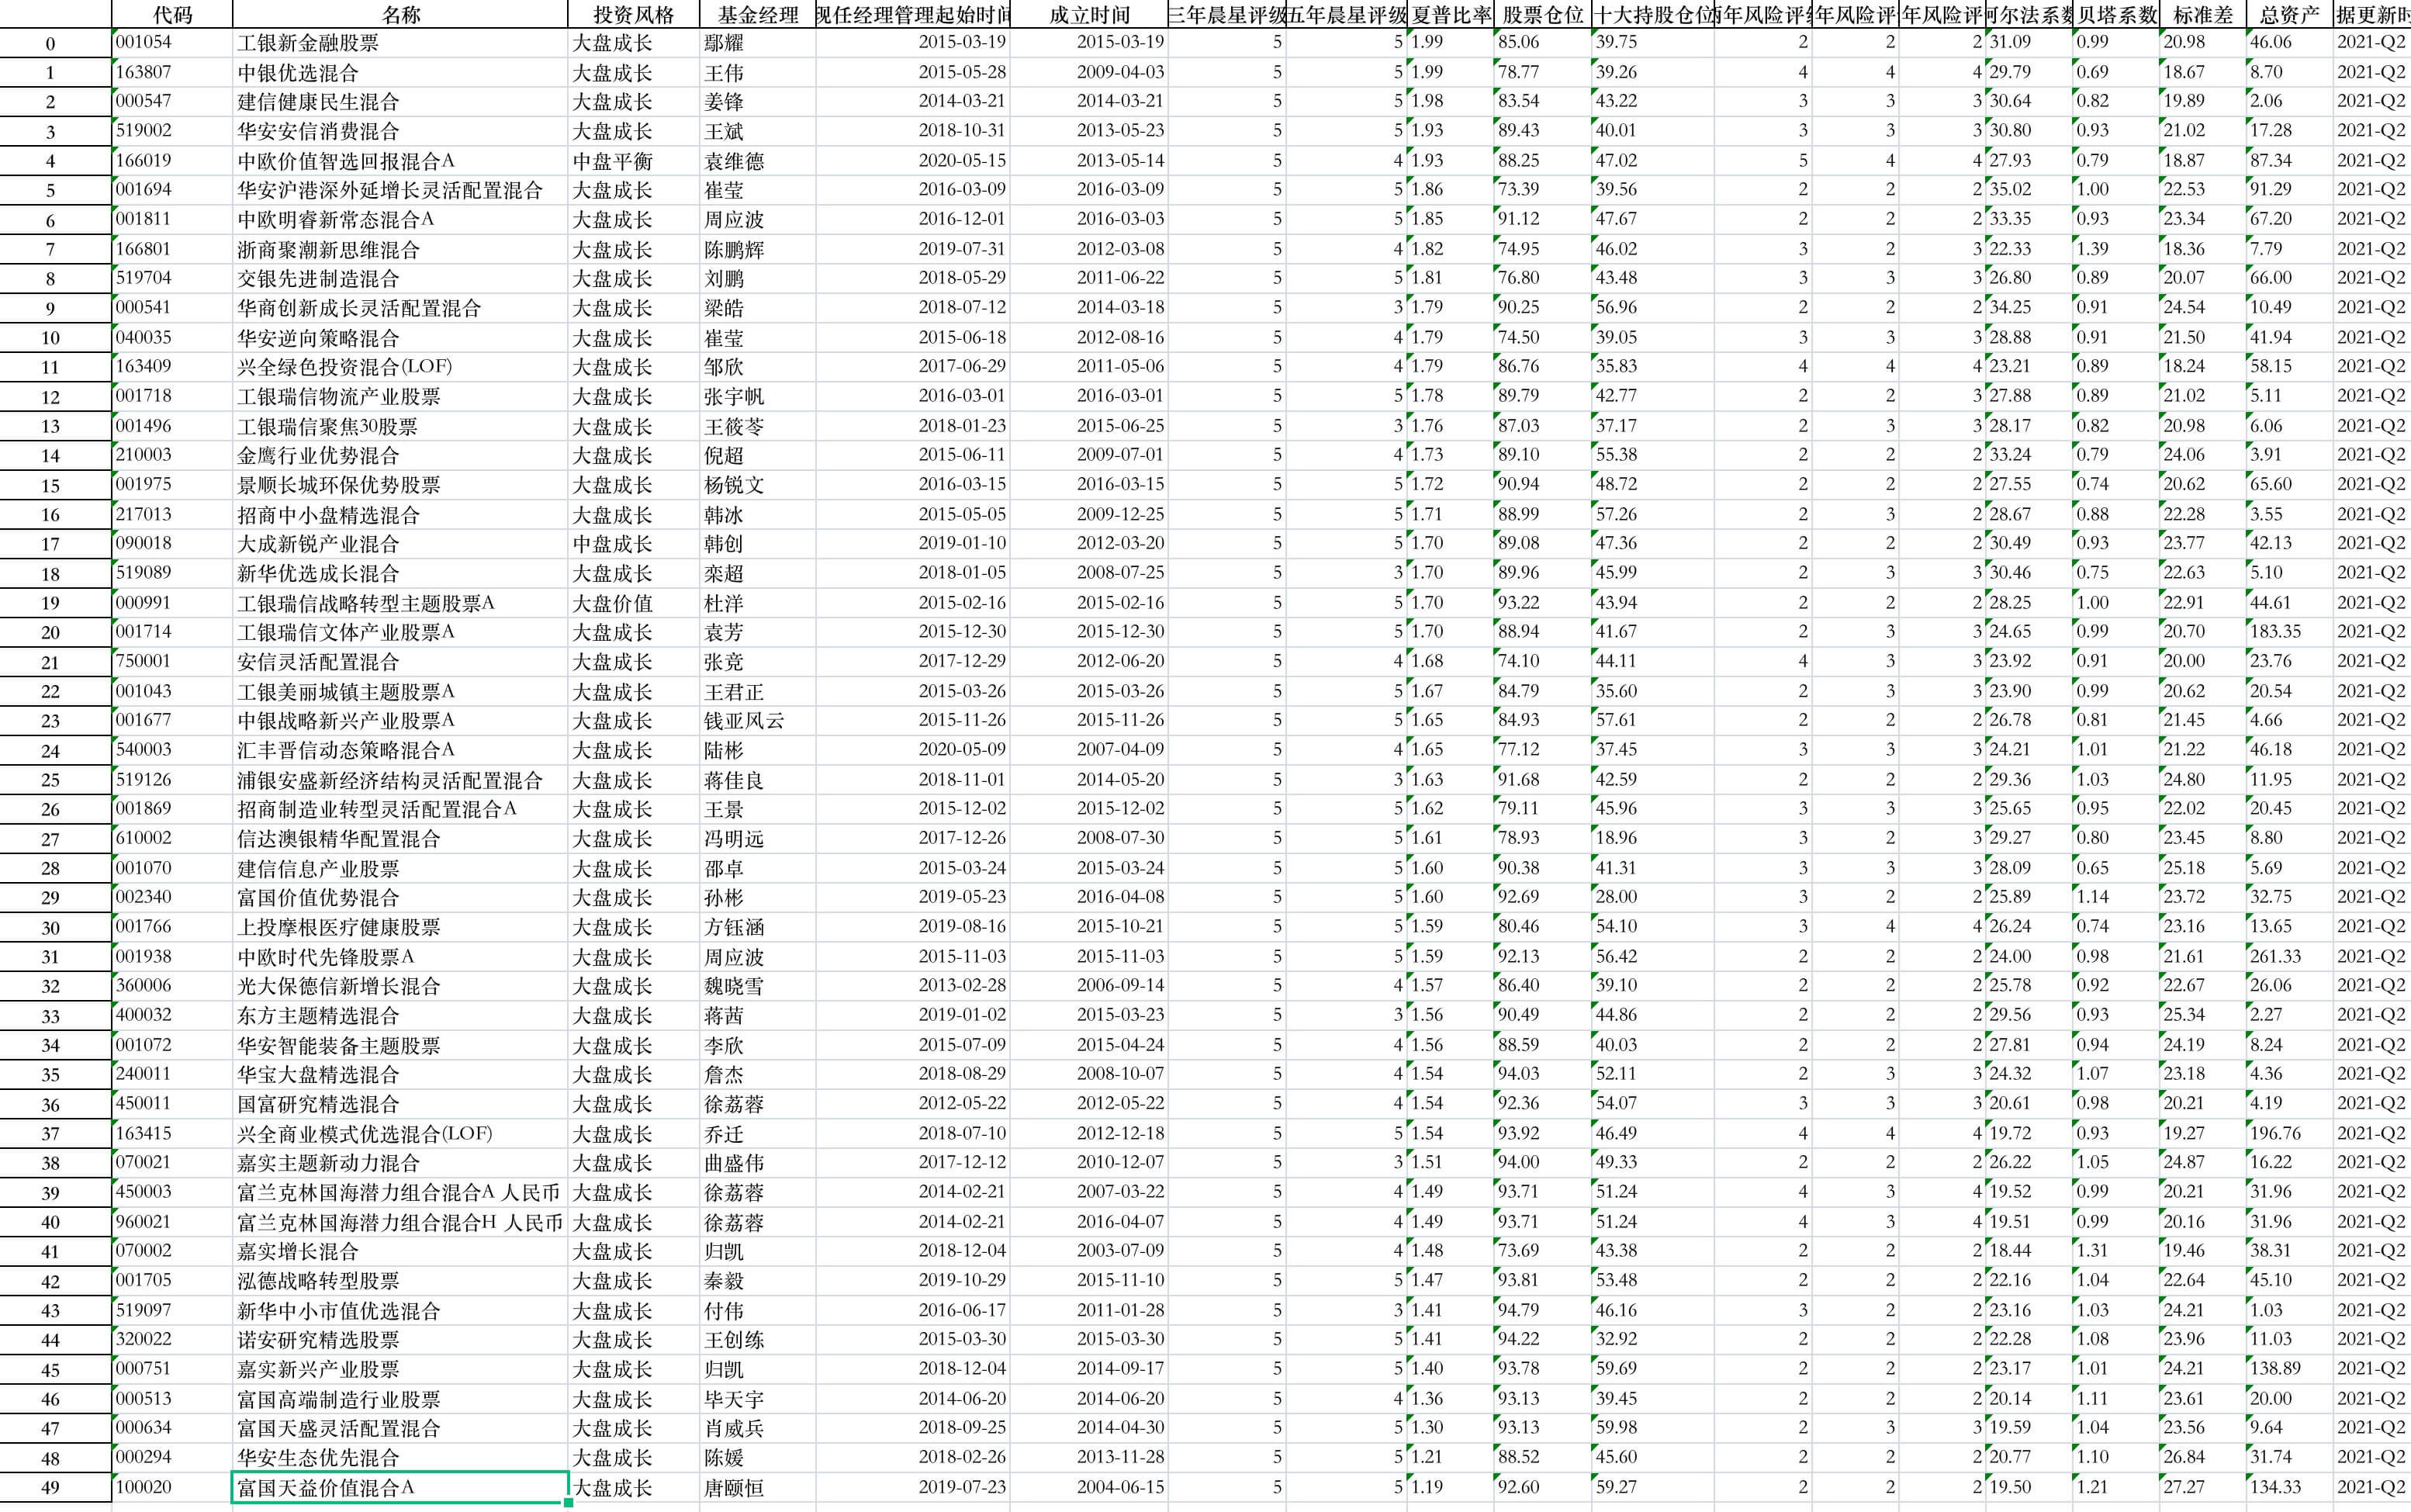 代码 名称 投资风格 基金经理 现任经理管理起始时间 成立时间 三年晨星评级 五年晨星评级 夏普比率 股票仓位 十大持股仓位 年风险评 年风险评 年风险评 阿尔法系数 贝塔系数 标准差 总资产 据更新时
0 001054 工银新金融股票 大盘成长 鄢耀 2015-03-19 2015-03-19 5 5 1.99 85.06 39.75 2 2 2 31.09 0.99 20.98 46.06 2021-Q2
1 163807 中银优选混合 大盘成长 王伟 2015-05-28 2009-04-03 5 5 1.99 78.77 39.26 4 4 4 29.79 0.69 18.67 8.70 2021-Q2
2 000547 建信健康民生混合 大盘成长 姜锋 2014-03-21 2014-03-21 5 5 1.98 83.54 43.22 3 3 3 30.64 0.82 19.89 2.06 2021-Q2
3 519002 华安安信消费混合 大盘成长 王斌 2018-10-31 2013-05-23 5 5 1.93 89.43 40.01 3 3 3 30.80 0.93 21.02 17.28 2021-Q2
4 166019 中欧价值智选回报混合A 中盘平衡 袁维德 2020-05-15 2013-05-14 5 4 1.93 88.25 47.02 5 4 4 27.93 0.79 18.87 87.34 2021-Q2
5 001694 华安沪港深外延增长灵活配置混合 大盘成长 崔莹 2016-03-09 2016-03-09 5 5 1.86 73.39 39.56 2 2 2 35.02 1.00 22.53 91.29 2021-Q2
6 001811 中欧明睿新常态混合A 大盘成长 周应波 2016-12-01 2016-03-03 5 5 1.85 91.12 47.67 2 2 2 33.35 0.93 23.34 67.20 2021-Q2
7 166801 浙商聚潮新思维混合 大盘成长 陈鹏辉 2019-07-31 2012-03-08 5 4 1.82 74.95 46.02 3 2 3 22.33 1.39 18.36 7.79 2021-Q2
8 519704 交银先进制造混合 大盘成长 刘鹏 2018-05-29 2011-06-22 5 5 1.81 76.80 43.48 3 3 3 26.80 0.89 20.07 66.00 2021-Q2
9 000541 华商创新成长灵活配置混合 大盘成长 梁皓 2018-07-12 2014-03-18 5 3 1.79 90.25 56.96 2 2 2 34.25 0.91 24.54 10.49 2021-Q2
10 040035 华安逆向策略混合 大盘成长 崔莹 2015-06-18 2012-08-16 5 5 1.79 74.50 39.05 3 3 3 28.88 0.91 21.50 41.94 2021-Q2
11 163409 兴全绿色投资混合(LOF) 大盘成长 邹欣 2017-06-29 2011-05-06 5 4 1.79 86.76 35.83 4 4 4 23.21 0.89 18.24 58.15 2021-Q2
12 001718 工银瑞信物流产业股票 大盘成长 张宇帆 2016-03-01 2016-03-01 5 5 1.78 89.79 42.77 2 2 3 27.88 0.89 21.02 5.11 2021-Q2
13 001496 工银瑞信聚焦30股票 大盘成长 王筱苓 2018-01-23 2015-06-25 5 3 1.76 87.03 37.17 2 3 3 28.17 0.82 20.98 6.06 2021-Q2
14 210003 金鹰行业优势混合 大盘成长 倪超 2015-06-11 2009-07-01 5 4 1.73 89.10 55.38 2 2 2 33.24 0.79 24.06 3.91 2021-Q2
15 001975 景顺长城环保优势股票 大盘成长 杨锐文 2016-03-15 2016-03-15 5 5 1.72 90.94 48.72 2 2 2 27.55 0.74 20.62 65.60 2021-Q2
16 217013 招商中小盘精选混合 大盘成长 韩冰 2015-05-05 2009-12-25 5 5 1.71 88.99 57.26 2 3 2 28.67 0.88 22.28 3.55 2021-Q2
17 090018 大成新锐产业混合 中盘成长 韩创 2019-01-10 2012-03-20 5 5 1.70 89.08 47.36 2 2 2 30.49 0.93 23.77 42.13 2021-Q2
18 519089 新华优选成长混合 大盘成长 栾超 2018-01-05 2008-07-25 5 3 1.70 89.96 45.99 2 3 3 30.46 0.75 22.63 5.10 2021-Q2
19 000991 工银瑞信战略转型主题股票A 大盘价值 杜洋 2015-02-16 2015-02-16 5 5 1.70 93.22 43.94 2 2 2 28.25 1.00 22.91 44.61 2021-Q2
20 001714 工银瑞信文体产业股票A 大盘成长 袁芳 2015-12-30 2015-12-30 5 5 1.70 88.94 41.67 2 3 3 24.65 0.99 20.70 183.35 2021-Q2
21 750001 安信灵活配置混合 大盘成长 张竞 2017-12-29 2012-06-20 5 4 1.68 74.10 44.11 4 3 3 23.92 0.91 20.00 23.76 2021-Q2
22 001043 工银美丽城镇主题股票A 大盘成长 王君正 2015-03-26 2015-03-26 5 5 1.67 84.79 35.60 2 3 3 23.90 0.99 20.62 20.54 2021-Q2
23 001677 中银战略新兴产业股票A 大盘成长 钱亚风云 2015-11-26 2015-11-26 5 5 1.65 84.93 57.61 2 2 2 26.78 0.81 21.45 4.66 2021-Q2
24 540003 汇丰晋信动态策略混合A 大盘成长 陆彬 2020-05-09 2007-04-09 5 4 1.65 77.12 37.45 3 3 3 24.21 1.01 21.22 46.18 2021-Q2
25 519126 浦银安盛新经济结构灵活配置混合 大盘成长 蒋佳良 2018-11-01 2014-05-20 5 3 1.63 91.68 42.59 2 2 2 29.36 1.03 24.80 11.95 2021-Q2
26 001869 招商制造业转型灵活配置混合A 大盘成长 王景 2015-12-02 2015-12-02 5 5 1.62 79.11 45.96 3 3 3 25.65 0.95 22.02 20.45 2021-Q2
27 610002 信达澳银精华配置混合 大盘成长 冯明远 2017-12-26 2008-07-30 5 5 1.61 78.93 18.96 3 2 3 29.27 0.80 23.45 8.80 2021-Q2
28 001070 建信信息产业股票 大盘成长 邵卓 2015-03-24 2015-03-24 5 5 1.60 90.38 41.31 3 3 3 28.09 0.65 25.18 5.69 2021-Q2
29 002340 富国价值优势混合 大盘成长 孙彬 2019-05-23 2016-04-08 5 5 1.60 92.69 28.00 3 2 2 25.89 1.14 23.72 32.75 2021-Q2
30 001766 上投摩根医疗健康股票 大盘成长 方钰涵 2019-08-16 2015-10-21 5 5 1.59 80.46 54.10 3 4 4 26.24 0.74 23.16 13.65 2021-Q2
31 001938 中欧时代先锋股票A 大盘成长 周应波 2015-11-03 2015-11-03 5 5 1.59 92.13 56.42 2 2 2 24.00 0.98 21.61 261.33 2021-Q2
32 360006 光大保德信新增长混合 大盘成长 魏晓雪 2013-02-28 2006-09-14 5 4 1.57 86.40 39.10 2 2 2 25.78 0.92 22.67 26.06 2021-Q2
33 400032 东方主题精选混合 大盘成长 蒋茜 2019-01-02 2015-03-23 5 3 1.56 90.49 44.86 2 2 2 29.56 0.93 25.34 2.27 2021-Q2
34 001072 华安智能装备主题股票 大盘成长 李欣 2015-07-09 2015-04-24 5 4 1.56 88.59 40.03 2 2 2 27.81 0.94 24.19 8.24 2021-Q2
35 240011 华宝大盘精选混合 大盘成长 詹杰 2018-08-29 2008-10-07 5 4 1.54 94.03 52.11 2 3 3 24.32 1.07 23.18 4.36 2021-Q2
36 450011 国富研究精选混合 大盘成长 徐荔蓉 2012-05-22 2012-05-22 5 4 1.54 92.36 54.07 3 3 3 20.61 0.98 20.21 4.19 2021-Q2
37 163415 兴全商业模式优选混合(LOF) 大盘成长 乔迁 2018-07-10 2012-12-18 5 5 1.54 93.92 46.49 4 4 4 19.72 0.93 19.27 196.76 2021-Q2
38 070021 嘉实主题新动力混合 大盘成长 曲盛伟 2017-12-12 2010-12-07 5 3 1.51 94.00 49.33 2 2 2 26.22 1.05 24.87 16.22 2021-Q2
39 450003 富兰克林国海潜力组合混合A 人民币 大盘成长 徐荔蓉 2014-02-21 2007-03-22 5 4 1.49 93.71 51.24 4 3 4 19.52 0.99 20.21 31.96 2021-Q2
40 960021 富兰克林国海潜力组合混合H 人民币 大盘成长 徐荔蓉 2014-02-21 2016-04-07 5 4 1.49 93.71 51.24 4 3 4 19.51 0.99 20.16 31.96 2021-Q2
41 070002 嘉实增长混合 大盘成长 归凯 2018-12-04 2003-07-09 5 4 1.48 73.69 43.38 2 2 2 18.44 1.31 19.46 38.31 2021-Q2
42 001705 泓德战略转型股票 大盘成长 秦毅 2019-10-29 2015-11-10 5 5 1.47 93.81 53.48 2 2 2 22.16 1.04 22.64 45.10 2021-Q2
43 519097 新华中小市值优选混合 大盘成长 付伟 2016-06-17 2011-01-28 5 3 1.41 94.79 46.16 3 2 2 23.16 1.03 24.21 1.03 2021-Q2
44 320022 诺安研究精选股票 大盘成长 王创练 2015-03-30 2015-03-30 5 5 1.41 94.22 32.92 2 2 2 22.28 1.08 23.96 11.03 2021-Q2
45 000751 嘉实新兴产业股票 大盘成长 归凯 2018-12-04 2014-09-17 5 5 1.40 93.78 59.69 2 2 2 23.17 1.01 24.21 138.89 2021-Q2
46 000513 富国高端制造行业股票 大盘成长 毕天宇 2014-06-20 2014-06-20 5 4 1.36 93.13 39.45 2 2 2 20.14 1.11 23.61 20.00 2021-Q2
47 000634 富国天盛灵活配置混合 大盘成长 肖威兵 2018-09-25 2014-04-30 5 5 1.30 93.13 59.98 2 3 3 19.59 1.04 23.56 9.64 2021-Q2
48 000294 华安生态优先混合 大盘成长 陈媛 2018-02-26 2013-11-28 5 5 1.21 88.52 45.60 2 2 2 20.77 1.10 26.84 31.74 2021-Q2
49 100020 富国天益价值混合A 大盘成长 唐颐恒 2019-07-23 2004-06-15 5 5 1.19 92.60 59.27 2 2 2 19.50 1.21 27.27 134.33 2021-Q2